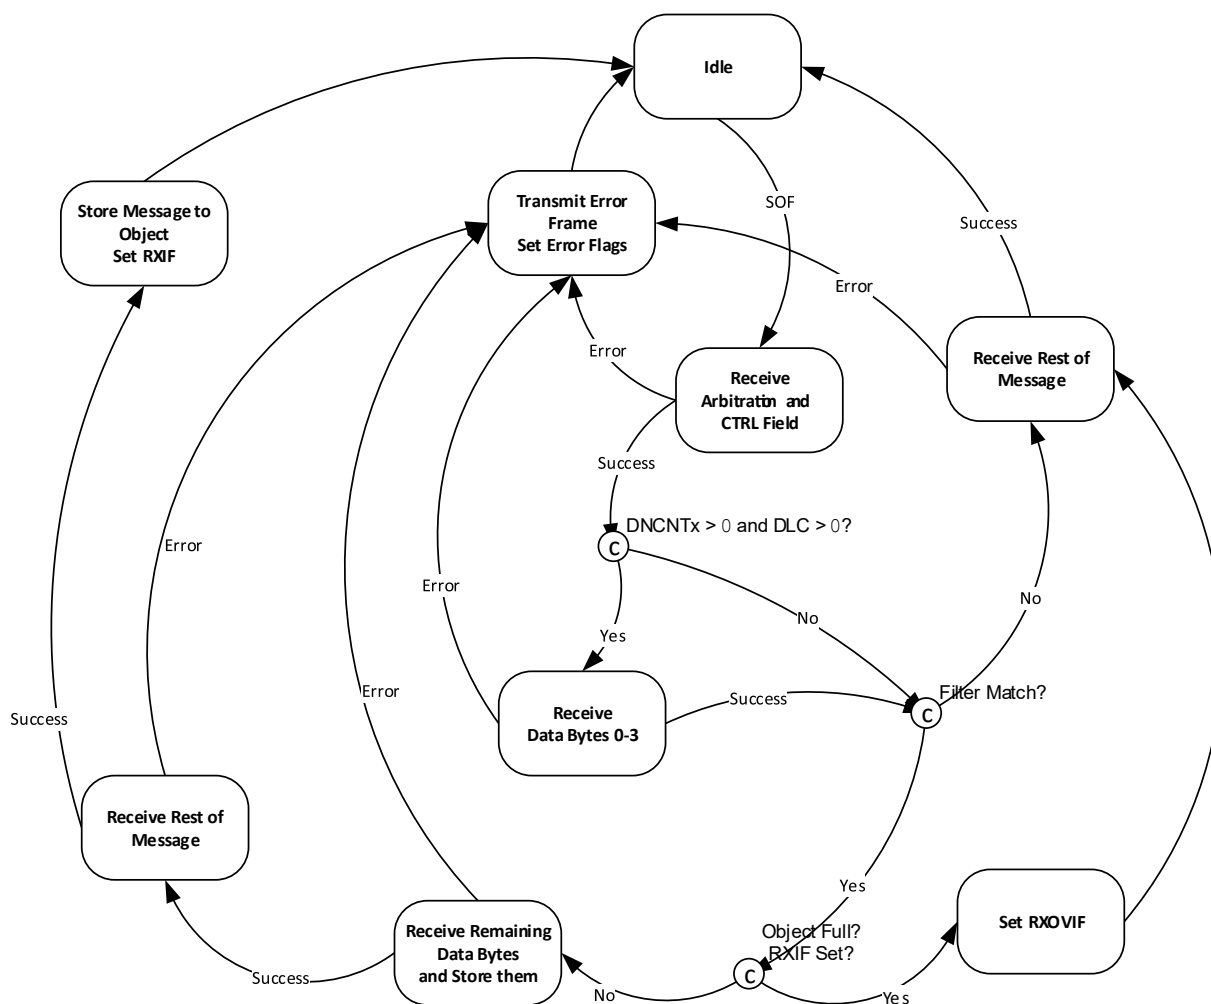 Idle
Store Message to
Object
Set RXIF
Transmit Error
Frame
Set Error Flags
SOF
Success
Error
Receive Rest of
Message
Error
Receive
Arbitration and
CTRL Field
Success
DNCNTx > 0 and DLC > 0?
C
Error
Error
Yes
No
No
Receive
Data Bytes 0-3
Success
Filter Match?
C
Error
Success
Receive Rest of
Message
Yes
Receive Remaining
Data Bytes
and Store them
Object Full?
RXIF Set?
C
Set RXOVIF
Success
No
Yes